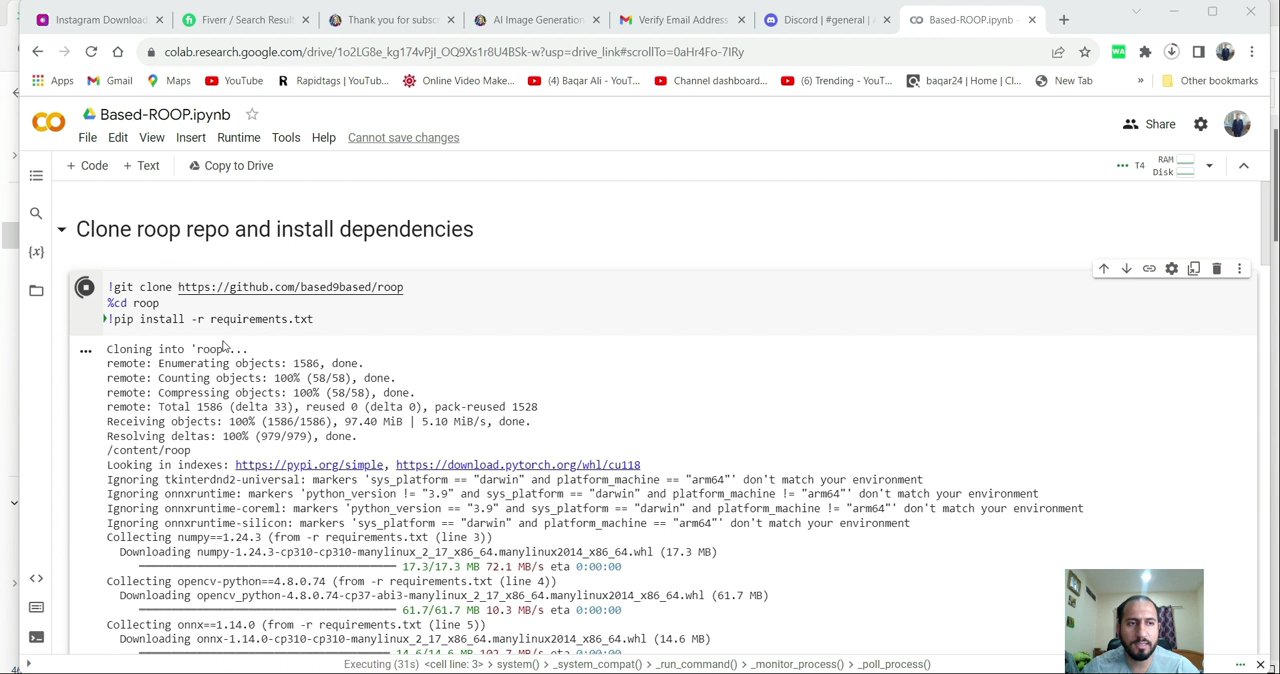 Instagram Download
Fiverr / Search Resul
Thank you for subsc
AI Image Generation
Verify Email Address
Discord | #general | A
Based-ROOP.ipynb -
colab.research.google.com/drive/1o2LG8e_kg174vPjI_OQ9Xs1r8U4BSk-w?usp=drive_link#scrollTo=0aHr4Fo-7IRy
Apps
Gmail
Maps
YouTube
Rapidtags | YouTub...
Online Video Make...
(4) Baqar Ali - YouT...
Channel dashboard...
(6) Trending - YouT...
baqar24 | Home | Cl...
New Tab
»
Other bookmarks
Based-ROOP.ipynb
File Edit View Insert Runtime Tools Help Cannot save changes
Share
+ Code + Text Copy to Drive
T4
RAM
Disk
Clone roop repo and install dependencies
!git clone https://github.com/based9based/roop
%cd roop
!pip install -r requirements.txt
Cloning into 'roop'...
remote: Enumerating objects: 1586, done.
remote: Counting objects: 100% (58/58), done.
remote: Compressing objects: 100% (58/58), done.
remote: Total 1586 (delta 33), reused 0 (delta 0), pack-reused 1528
Receiving objects: 100% (1586/1586), 97.40 MiB | 5.10 MiB/s, done.
Resolving deltas: 100% (979/979), done.
/content/roop
Looking in indexes: https://pypi.org/simple, https://download.pytorch.org/whl/cu118
Ignoring tkinterdnd2-universal: markers 'sys_platform == "darwin" and platform_machine == "arm64"' don't match your environment
Ignoring onnxruntime: markers 'python_version != "3.9" and sys_platform == "darwin" and platform_machine != "arm64"' don't match your environment
Ignoring onnxruntime-coreml: markers 'python_version == "3.9" and sys_platform == "darwin" and platform_machine != "arm64"' don't match your environment
Ignoring onnxruntime-silicon: markers 'sys_platform == "darwin" and platform_machine == "arm64"' don't match your environment
Collecting numpy==1.24.3 (from -r requirements.txt (line 3))
Downloading numpy-1.24.3-cp310-cp310-manylinux_2_17_x86_64.manylinux2014_x86_64.whl (17.3 MB)
17.3/17.3 MB 72.1 MB/s eta 0:00:00
Collecting opencv-python==4.8.0.74 (from -r requirements.txt (line 4))
Downloading opencv_python-4.8.0.74-cp37-abi3-manylinux_2_17_x86_64.manylinux2014_x86_64.whl (61.7 MB)
61.7/61.7 MB 10.3 MB/s eta 0:00:00
Collecting onnx==1.14.0 (from -r requirements.txt (line 5))
Downloading onnx-1.14.0-cp310-cp310-manylinux_2_17_x86_64.manylinux2014_x86_64.whl (14.6 MB)
14.6/14.6 MB 102.7 MB/s eta 0:00:00
Executing (31s) <cell line: 3> > system() > _system_compat() > _run_command() > _monitor_process() > _poll_process()